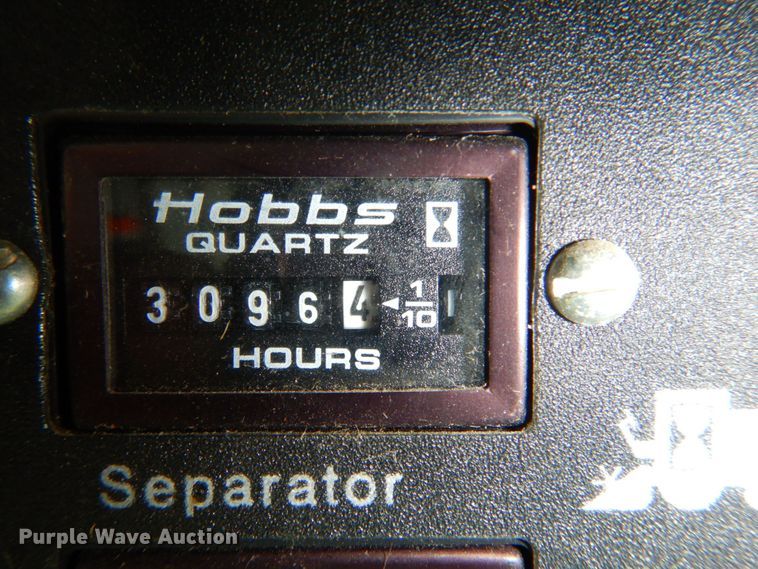 Hobbs
QUARTZ
30964 ◄ 1/10
HOURS
Separator
Purple Wave Auction